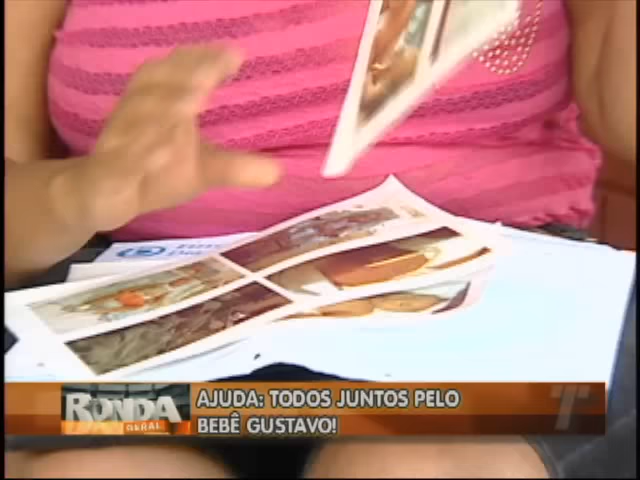 RONDA
GERAL
AJUDA: TODOS JUNTOS PELO
BEBÊ GUSTAVO!